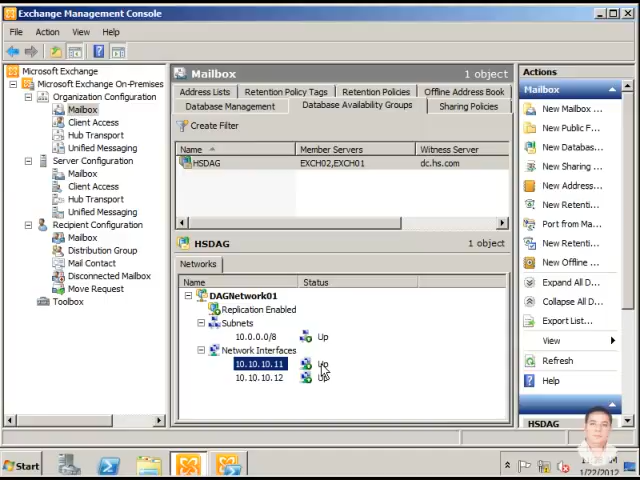 Exchange Management Console
File Action View Help
Microsoft Exchange
Microsoft Exchange On-Premises
Organization Configuration
Mailbox
Client Access
Hub Transport
Unified Messaging
Server Configuration
Mailbox
Client Access
Hub Transport
Unified Messaging
Recipient Configuration
Mailbox
Distribution Group
Mail Contact
Disconnected Mailbox
Move Request
Toolbox
Mailbox 1 object
Address Lists Retention Policy Tags Retention Policies Offline Address Book
Database Management Database Availability Groups Sharing Policies
Create Filter
Name Member Servers Witness Server
HSDAG EXCH02,EXCH01 dc.hs.com
HSDAG 1 object
Networks
Name Status
DAGNetwork01
Replication Enabled
Subnets
10.0.0.0/8 Up
Network Interfaces
10.10.10.11 Up
10.10.10.12 Up
Actions
Mailbox
New Mailbox ...
New Public F...
New Databas...
New Sharing ...
New Address...
New Retenti...
Port from Ma...
New Retenti...
New Offline ...
Expand All D...
Collapse All D...
Export List...
View
Refresh
Help
HSDAG
Start
1/22/2012